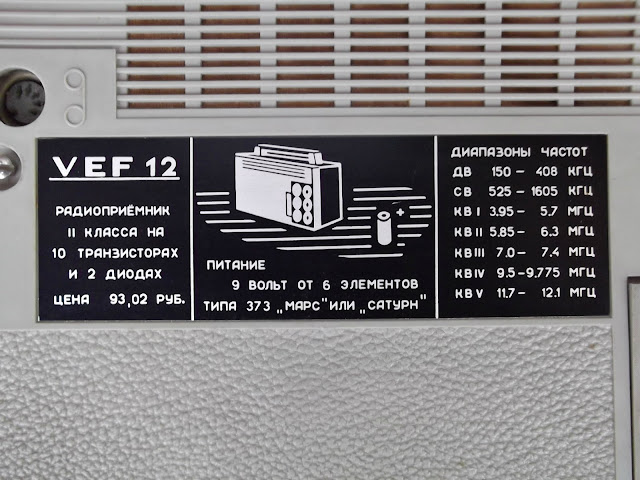 VEF 12
РАДИОПРИЁМНИК
II КЛАССА НА
10 ТРАНЗИСТОРАХ
И 2 ДИОДАХ
ЦЕНА 93,02 РУБ.
+
ПИТАНИЕ
9 ВОЛЬТ ОТ 6 ЭЛЕМЕНТОВ
ТИПА 373 „МАРС" ИЛИ „САТУРН"
ДИАПАЗОНЫ ЧАСТОТ
ДВ 150 – 408 КГЦ
СВ 525 – 1605 КГЦ
КВ I 3.95 – 5.7 МГЦ
КВ II 5.85 – 6.3 МГЦ
КВ III 7.0 – 7.4 МГЦ
КВ IV 9.5 – 9.775 МГЦ
КВ V 11.7 – 12.1 МГЦ